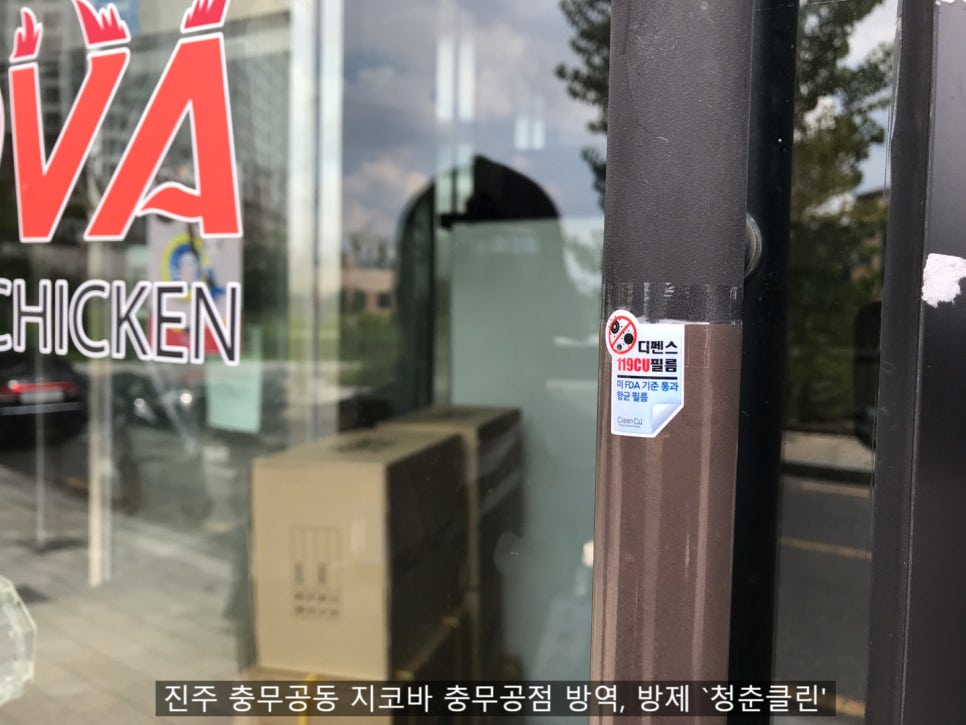 VA
CHICKEN
디펜스
119CU필름
미 FDA 기준 통과
항균 필름
CleanCu
진주 충무공동 지코바 충무공점 방역, 방제 `청춘클린'